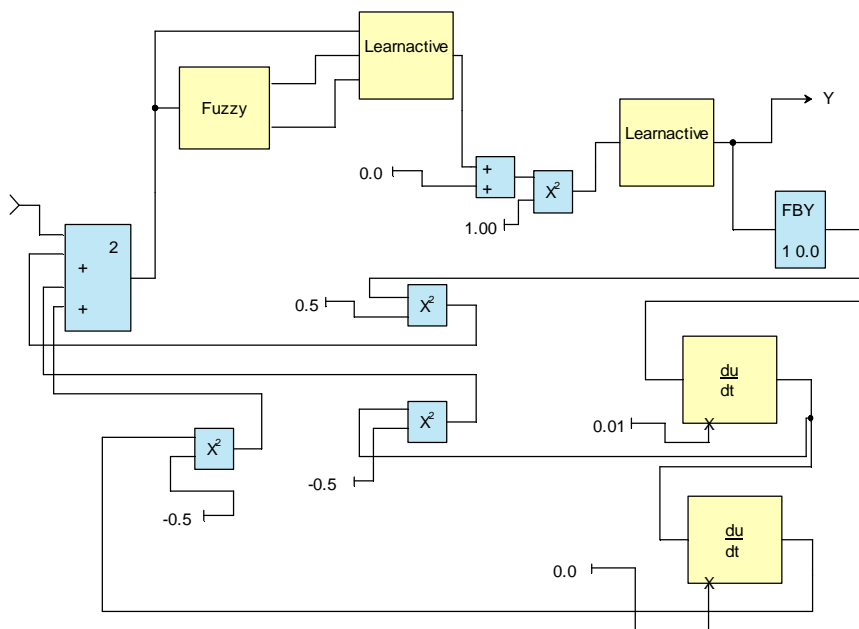 Learnactive
Fuzzy
Y
Learnactive
0.0
+
+
X²
1.00
FBY
1 0.0
2
+
+
0.5
X²
du
dt
0.01
X
X²
X²
-0.5
-0.5
du
dt
0.0
X